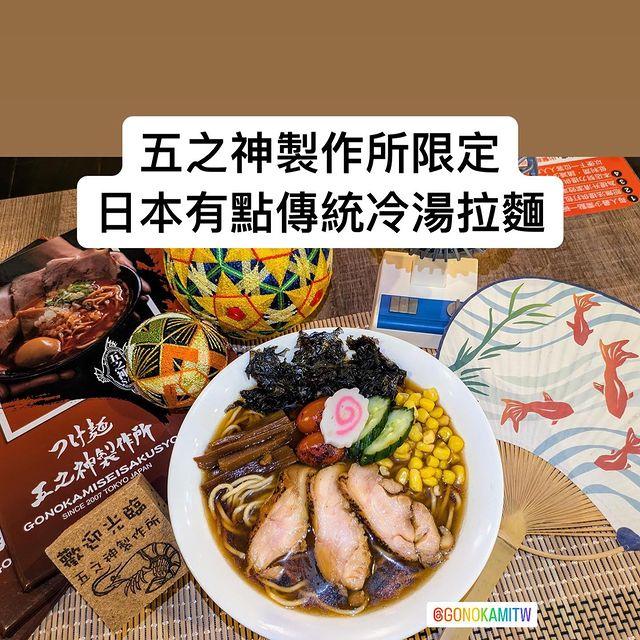 五之神製作所限定
日本有點傳統冷湯拉麵
つけ麺
五之神製作所
GONOKAMISEISAKUSYO
SINCE 2007 TOKYO JAPAN
歡迎光臨
五之神製作所
@GONOKAMITW